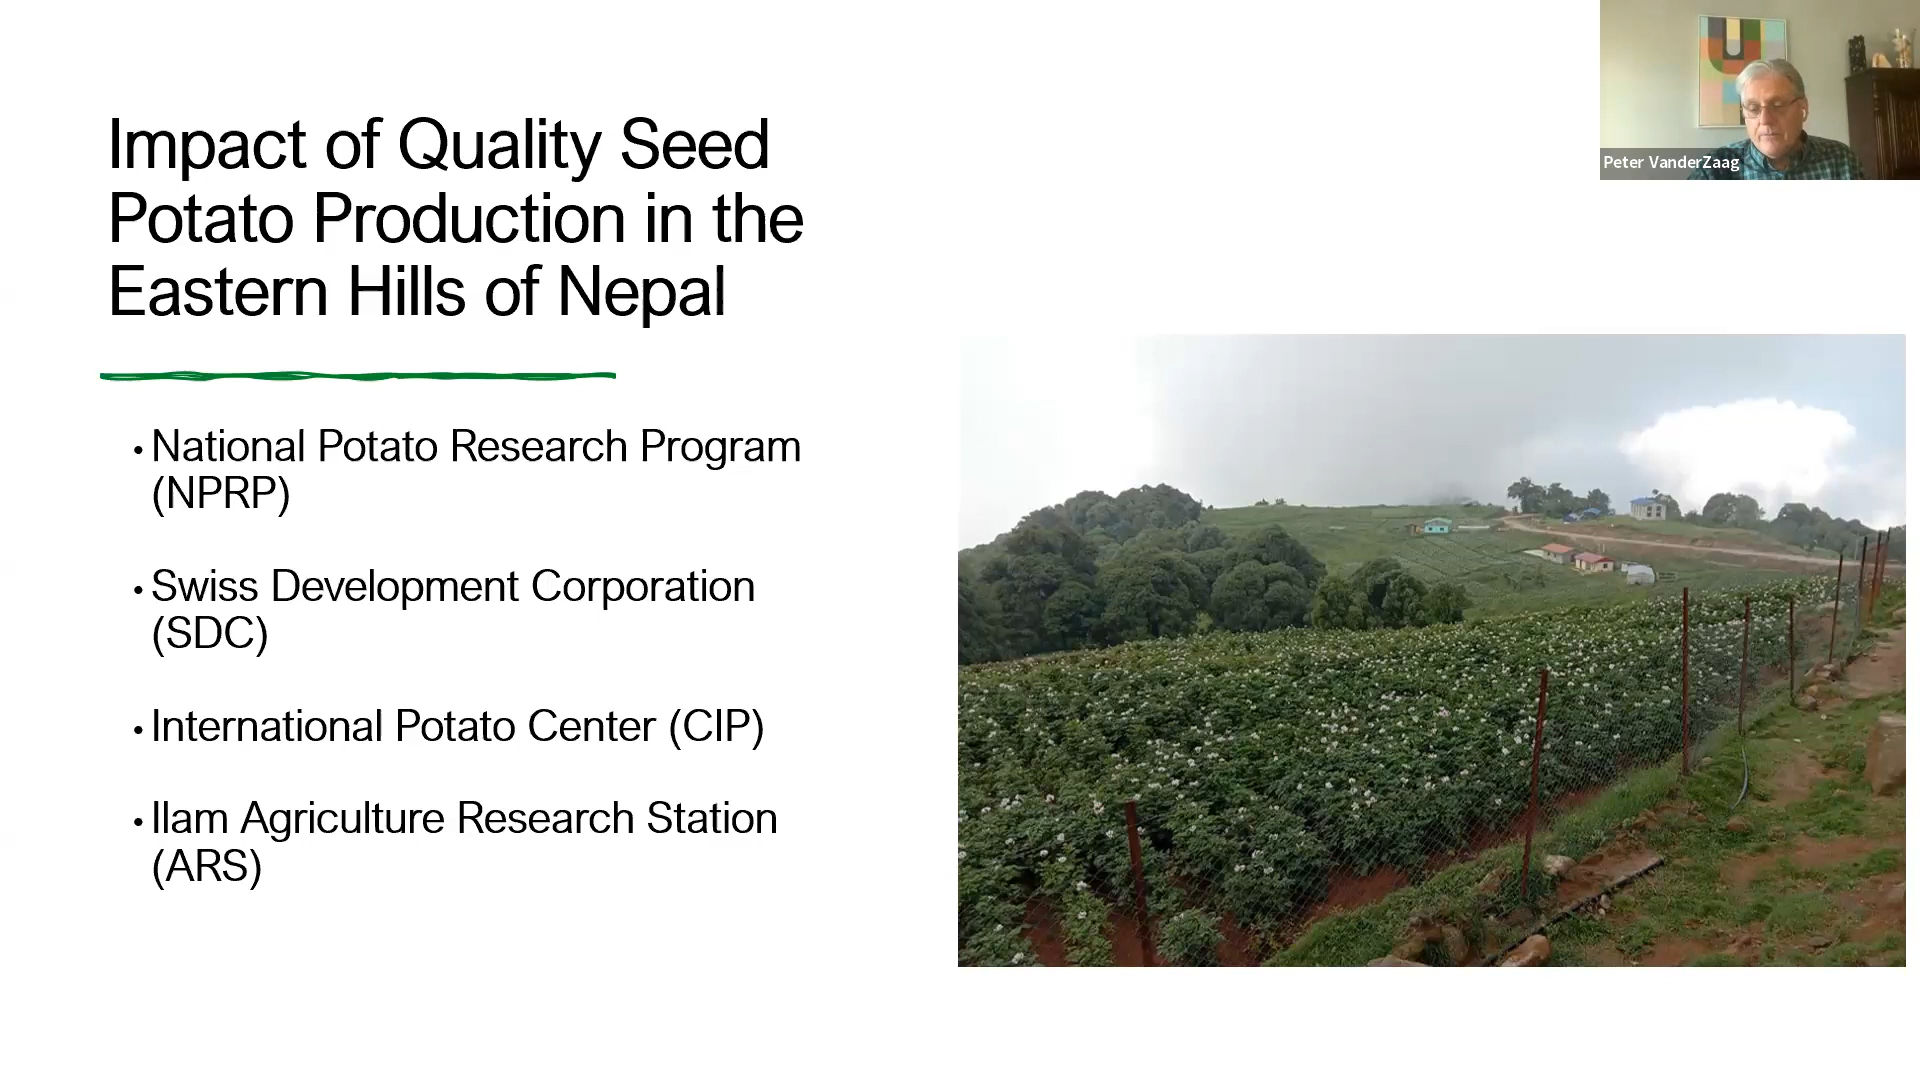 Impact of Quality Seed
Potato Production in the
Eastern Hills of Nepal
• National Potato Research Program
(NPRP)
• Swiss Development Corporation
(SDC)
• International Potato Center (CIP)
• Ilam Agriculture Research Station
(ARS)
Peter VanderZaag